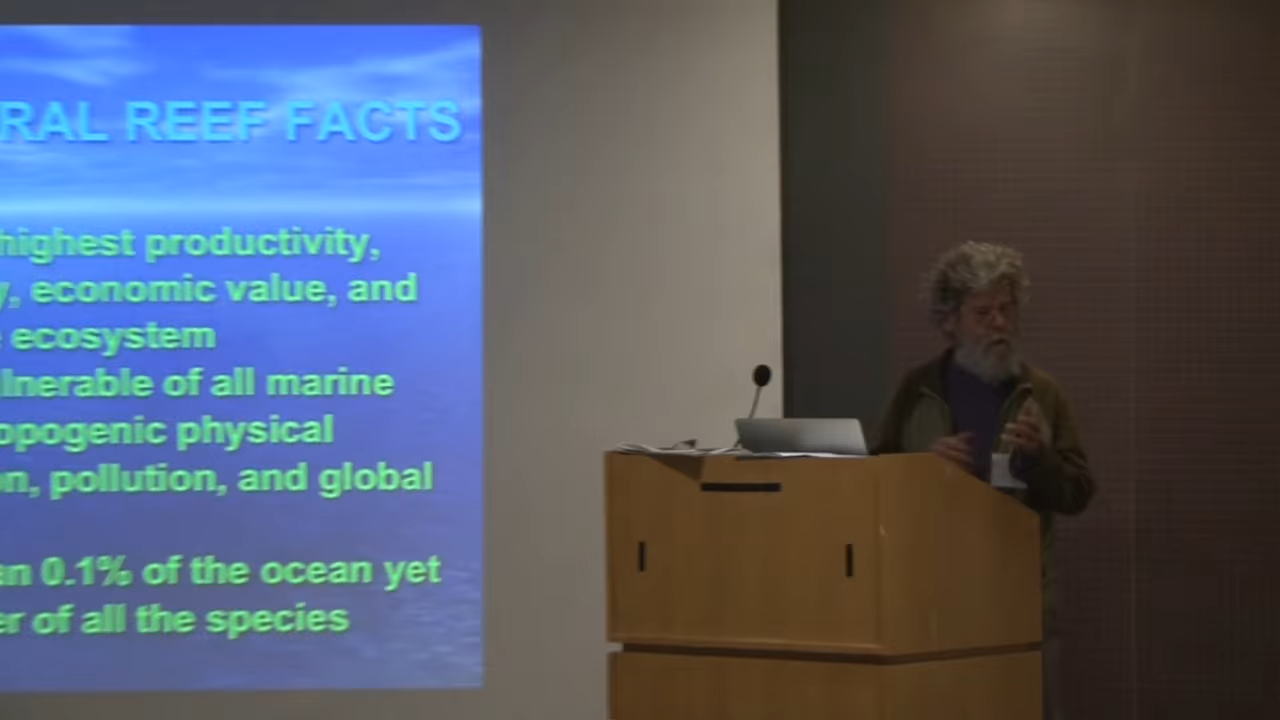 RAL REEF FACTS
highest productivity,
y, economic value, and
e ecosystem
lnerable of all marine
opogenic physical
on, pollution, and global
an 0.1% of the ocean yet
er of all the species